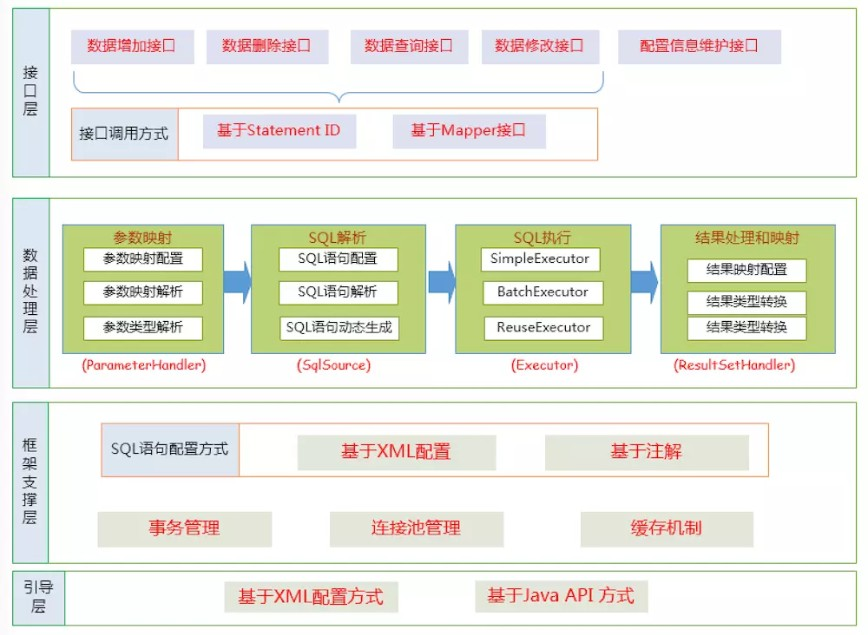 接口层
数据增加接口
数据删除接口
数据查询接口
数据修改接口
配置信息维护接口
接口调用方式
基于Statement ID
基于Mapper接口
数据处理层
参数映射
参数映射配置
参数映射解析
参数类型解析
(ParameterHandler)
SQL解析
SQL语句配置
SQL语句解析
SQL语句动态生成
(SqlSource)
SQL执行
SimpleExecutor
BatchExecutor
ReuseExecutor
(Executor)
结果处理和映射
结果映射配置
结果类型转换
结果类型转换
(ResultSetHandler)
框架支撑层
SQL语句配置方式
基于XML配置
基于注解
事务管理
连接池管理
缓存机制
引导层
基于XML配置方式
基于Java API 方式